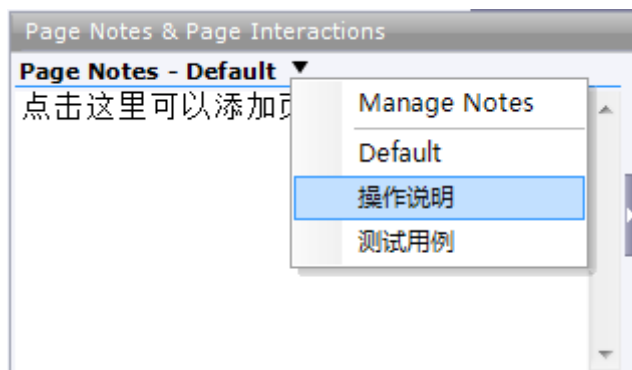 Page Notes & Page Interactions
Page Notes - Default ▼
点击这里可以添加
Manage Notes
Default
操作说明
测试用例